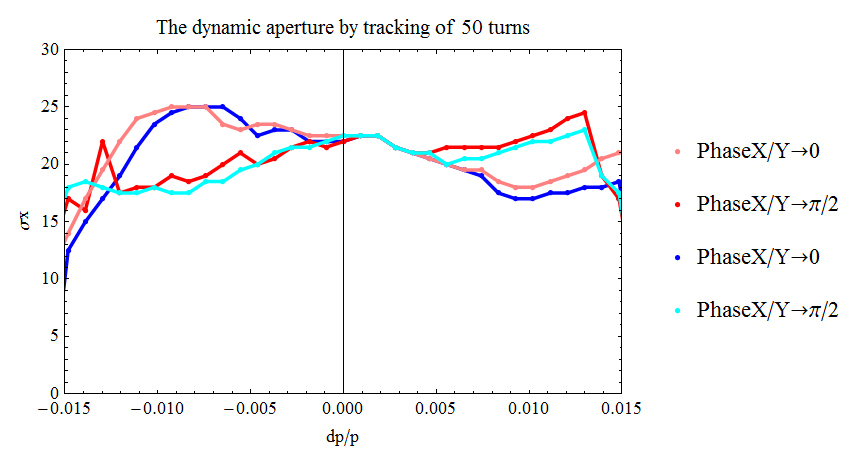 The dynamic aperture by tracking of 50 turns
30
25
20
15
10
5
0
σx
−0.015 −0.010 −0.005 0.000 0.005 0.010 0.015
dp/p
PhaseX/Y→0
PhaseX/Y→π/2
PhaseX/Y→0
PhaseX/Y→π/2